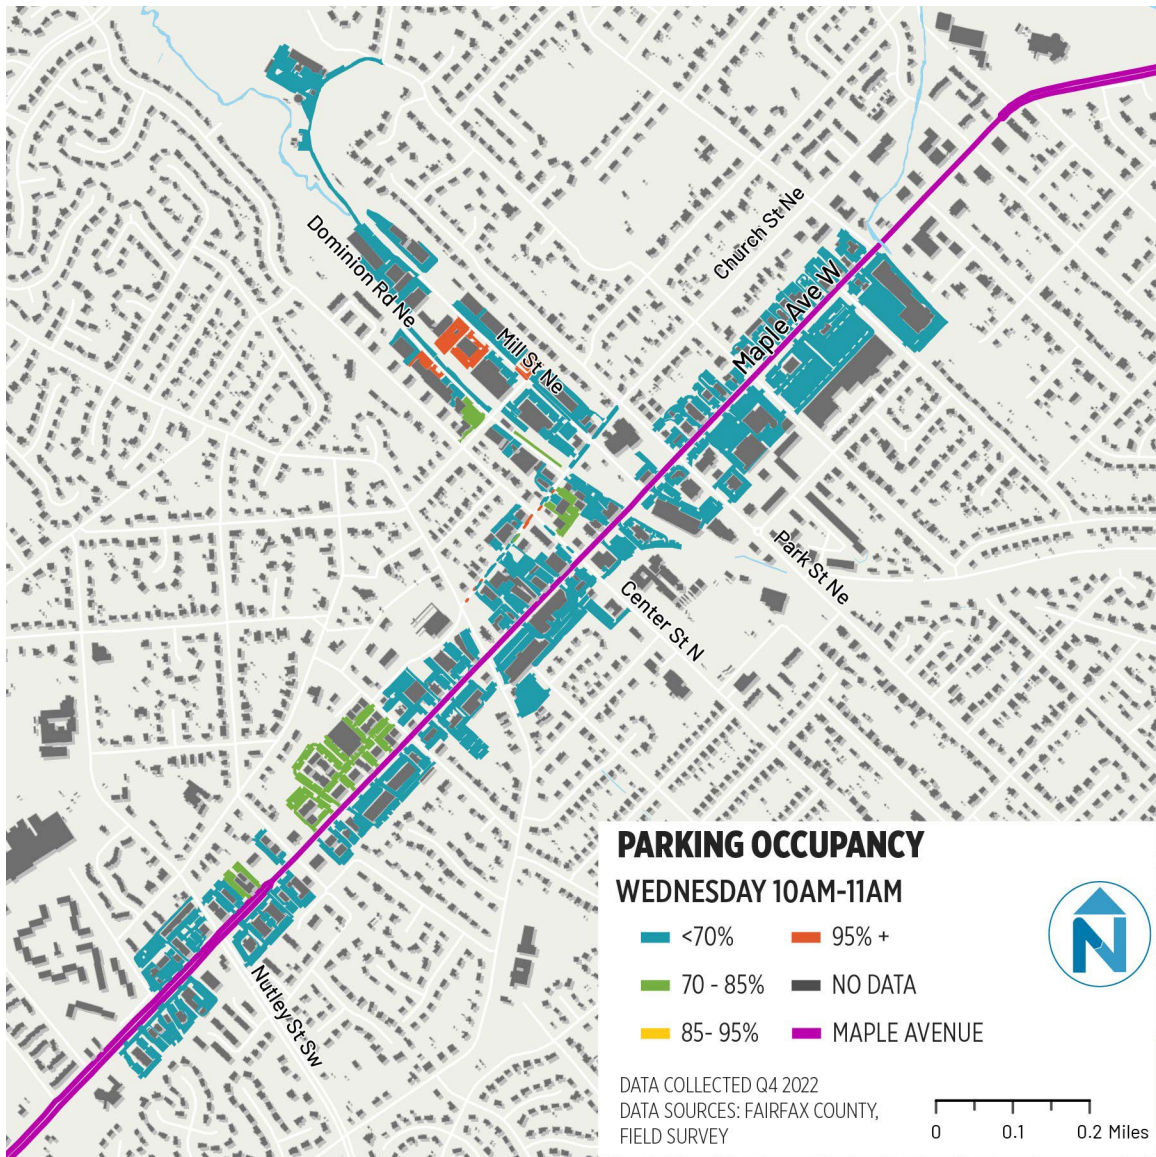 Dominion Rd Ne
Mill St Ne
Church St Ne
Maple Ave W
Park St Ne
Center St N
Nutley St Sw
PARKING OCCUPANCY
WEDNESDAY 10AM-11AM
<70%
95% +
70 - 85%
NO DATA
85- 95%
MAPLE AVENUE
N
DATA COLLECTED Q4 2022
DATA SOURCES: FAIRFAX COUNTY,
FIELD SURVEY
0 0.1 0.2 Miles